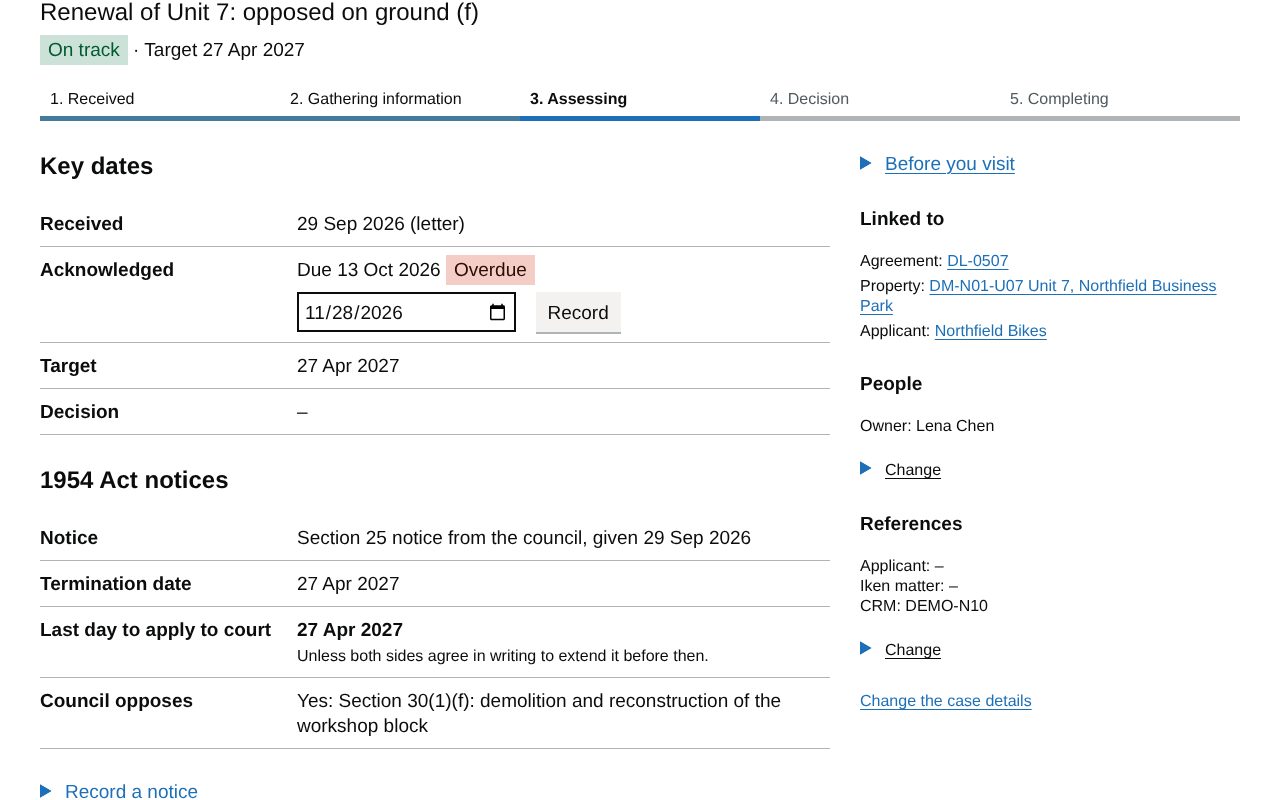 Renewal of Unit 7: opposed on ground (f)
On track · Target 27 Apr 2027
1. Received
2. Gathering information
3. Assessing
4. Decision
5. Completing
Key dates
Received
29 Sep 2026 (letter)
Acknowledged
Due 13 Oct 2026 Overdue
11/28/2026
Record
Target
27 Apr 2027
Decision
–
1954 Act notices
Notice
Section 25 notice from the council, given 29 Sep 2026
Termination date
27 Apr 2027
Last day to apply to court
27 Apr 2027
Unless both sides agree in writing to extend it before then.
Council opposes
Yes: Section 30(1)(f): demolition and reconstruction of the
workshop block
Record a notice
Before you visit
Linked to
Agreement: DL-0507
Property: DM-N01-U07 Unit 7, Northfield Business
Park
Applicant: Northfield Bikes
People
Owner: Lena Chen
Change
References
Applicant: –
Iken matter: –
CRM: DEMO-N10
Change
Change the case details